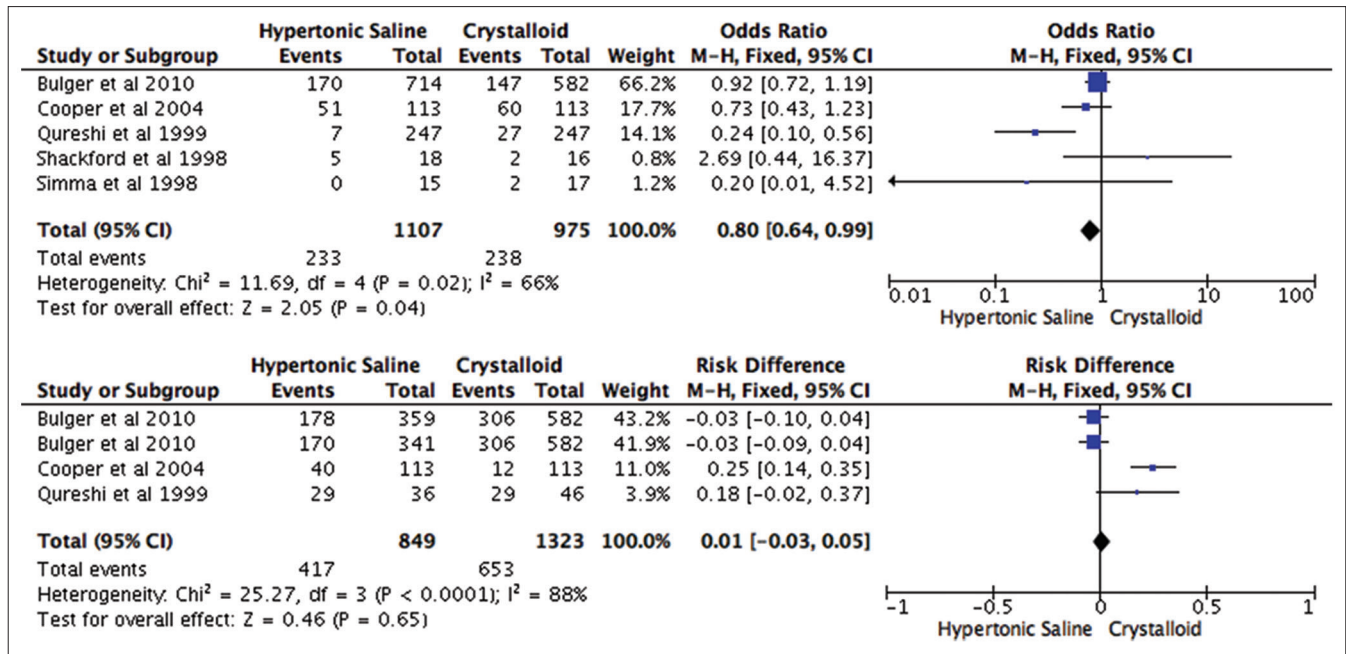 Hypertonic Saline Crystalloid Odds Ratio Odds Ratio
Study or Subgroup Events Total Events Total Weight M-H, Fixed, 95% CI M-H, Fixed, 95% CI
Bulger et al 2010 170 714 147 582 66.2% 0.92 [0.72, 1.19]
Cooper et al 2004 51 113 60 113 17.7% 0.73 [0.43, 1.23]
Qureshi et al 1999 7 247 27 247 14.1% 0.24 [0.10, 0.56]
Shackford et al 1998 5 18 2 16 0.8% 2.69 [0.44, 16.37]
Simma et al 1998 0 15 2 17 1.2% 0.20 [0.01, 4.52]
Total (95% CI) 1107 975 100.0% 0.80 [0.64, 0.99]
Total events 233 238
Heterogeneity: Chi² = 11.69, df = 4 (P = 0.02); I² = 66%
Test for overall effect: Z = 2.05 (P = 0.04)
0.01 0.1 1 10 100
Hypertonic Saline Crystalloid
Hypertonic Saline Crystalloid Risk Difference Risk Difference
Study or Subgroup Events Total Events Total Weight M-H, Fixed, 95% CI M-H, Fixed, 95% CI
Bulger et al 2010 178 359 306 582 43.2% -0.03 [-0.10, 0.04]
Bulger et al 2010 170 341 306 582 41.9% -0.03 [-0.09, 0.04]
Cooper et al 2004 40 113 12 113 11.0% 0.25 [0.14, 0.35]
Qureshi et al 1999 29 36 29 46 3.9% 0.18 [-0.02, 0.37]
Total (95% CI) 849 1323 100.0% 0.01 [-0.03, 0.05]
Total events 417 653
Heterogeneity: Chi² = 25.27, df = 3 (P < 0.0001); I² = 88%
Test for overall effect: Z = 0.46 (P = 0.65)
-1 -0.5 0 0.5 1
Hypertonic Saline Crystalloid